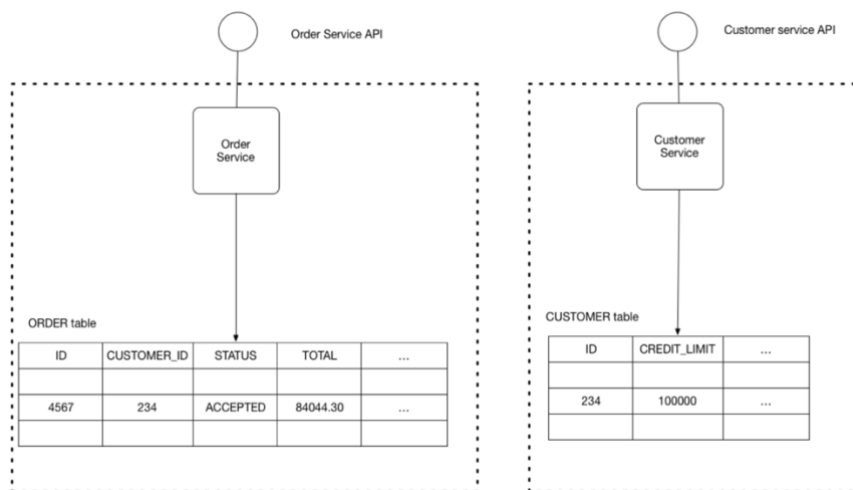 Order Service API
Customer service API
Order
Service
Customer
Service
ORDER table
ID CUSTOMER_ID STATUS TOTAL ...
4567 234 ACCEPTED 84044.30 ...
CUSTOMER table
ID CREDIT_LIMIT ...
234 100000 ...